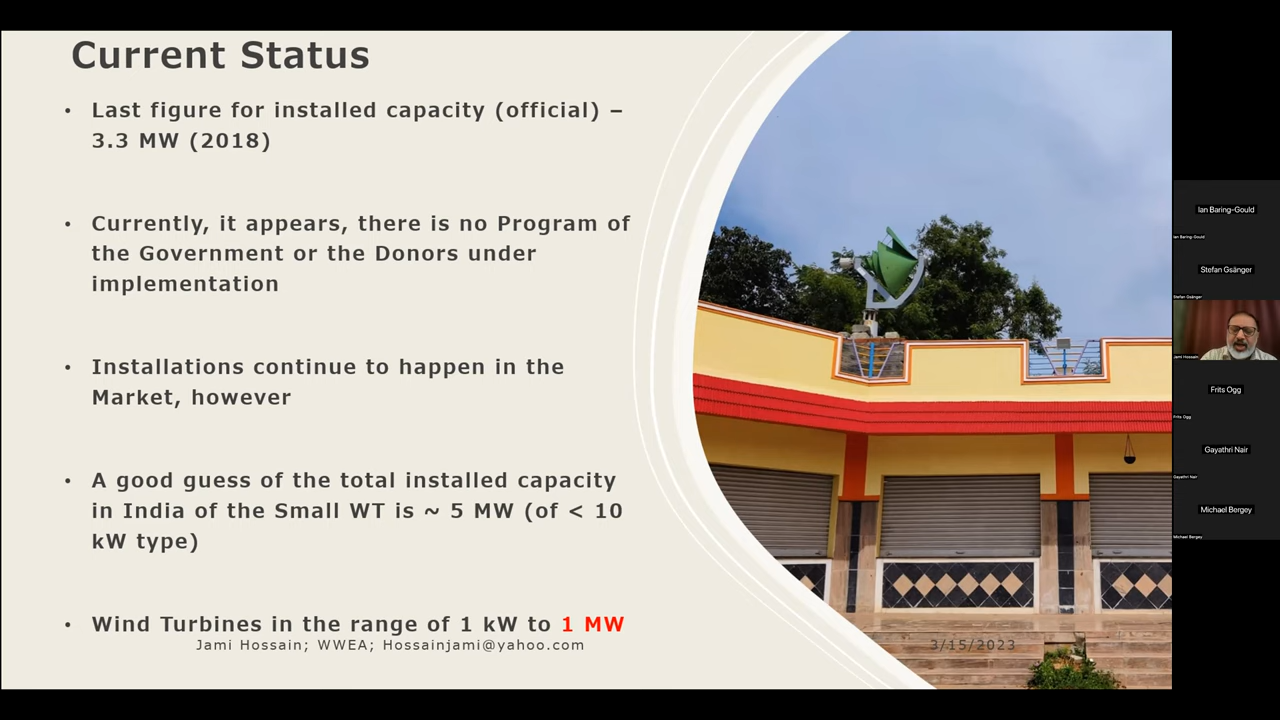 Current Status
• Last figure for installed capacity (official) –
3.3 MW (2018)
• Currently, it appears, there is no Program of
the Government or the Donors under
implementation
• Installations continue to happen in the
Market, however
• A good guess of the total installed capacity
in India of the Small WT is ~ 5 MW (of < 10
kW type)
• Wind Turbines in the range of 1 kW to 1 MW
Jami Hossain; WWEA; Hossainjami@yahoo.com
3/15/2023
Ian Baring-Gould
Ian Baring-Gould
Stefan Gsänger
Stefan Gsänger
Jami Hossain
Frits Ogg
Frits Ogg
Gayathri Nair
Gayathri Nair
Michael Bergey
Michael Bergey